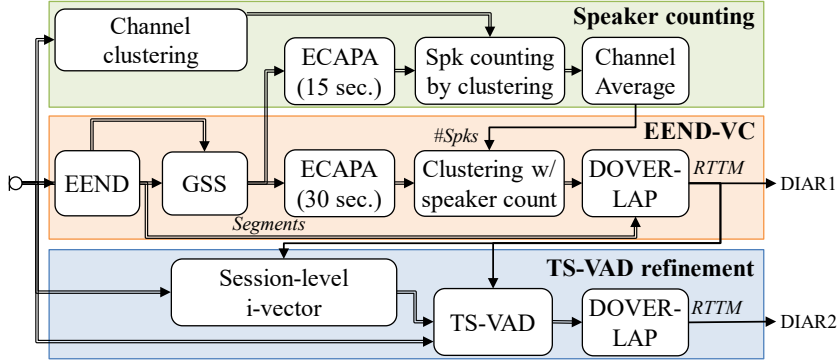 Speaker counting
Channel
clustering
ECAPA
(15 sec.)
Spk counting
by clustering
Channel
Average
#Spks
EEND-VC
EEND
GSS
ECAPA
(30 sec.)
Clustering w/
speaker count
DOVER-
LAP
RTTM
DIAR1
Segments
TS-VAD refinement
Session-level
i-vector
TS-VAD
DOVER-
LAP
RTTM
DIAR2